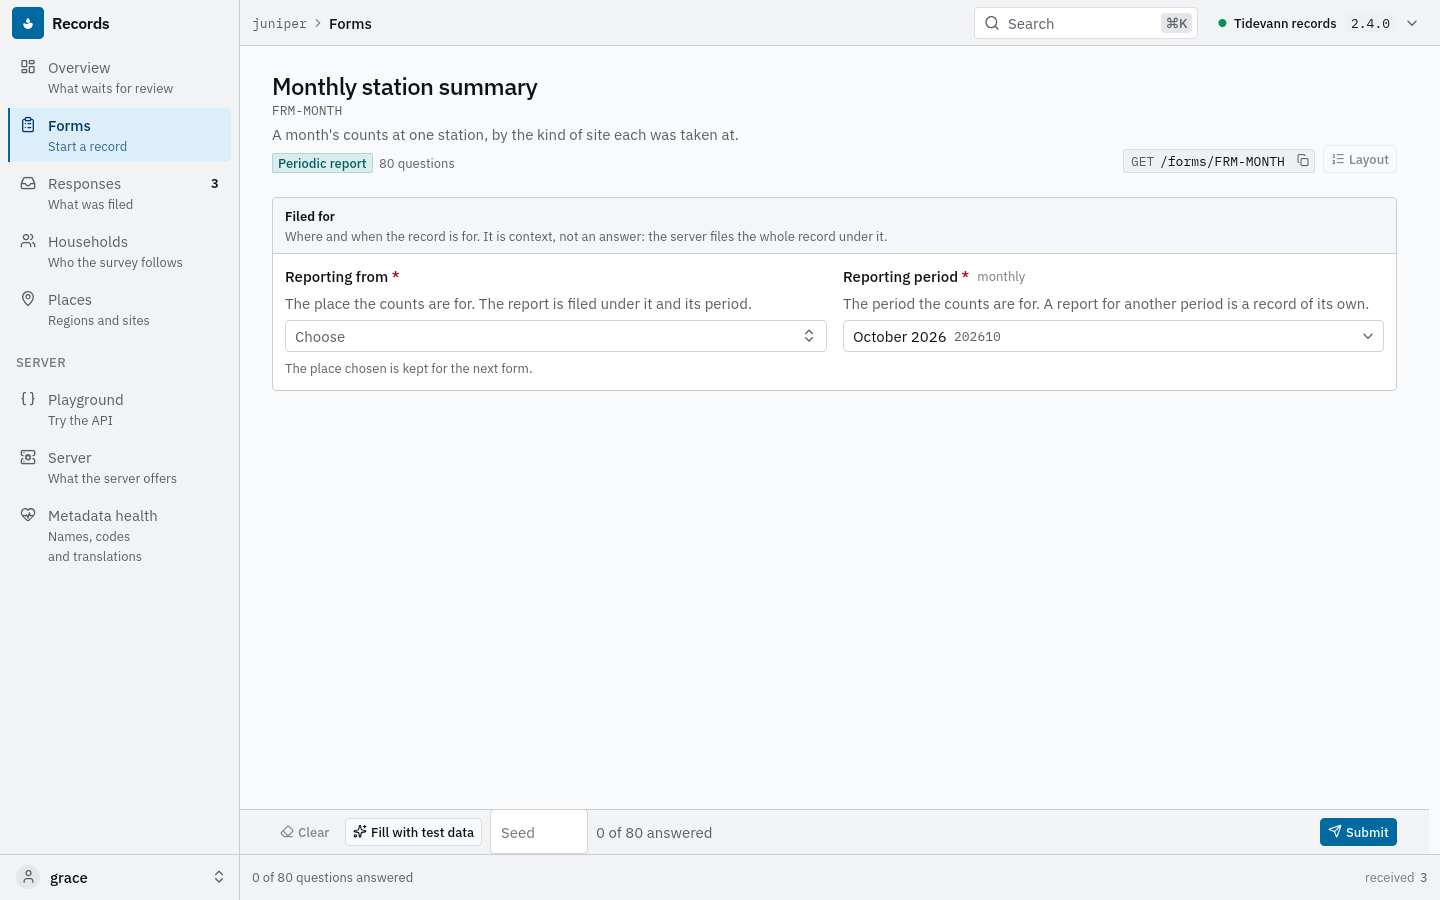 Records
juniper > Forms
Search
⌘K
Tidevann records
2.4.0
Overview
What waits for review
Forms
Start a record
Responses
3
What was filed
Households
Who the survey follows
Places
Regions and sites
SERVER
Playground
Try the API
Server
What the server offers
Metadata health
Names, codes
and translations
grace
Monthly station summary
FRM-MONTH
A month's counts at one station, by the kind of site each was taken at.
Periodic report
80 questions
GET /forms/FRM-MONTH
Layout
Filed for
Where and when the record is for. It is context, not an answer: the server files the whole record under it.
Reporting from *
The place the counts are for. The report is filed under it and its period.
Choose
The place chosen is kept for the next form.
Reporting period * monthly
The period the counts are for. A report for another period is a record of its own.
October 2026 202610
Clear
Fill with test data
Seed
0 of 80 answered
Submit
0 of 80 questions answered
received 3